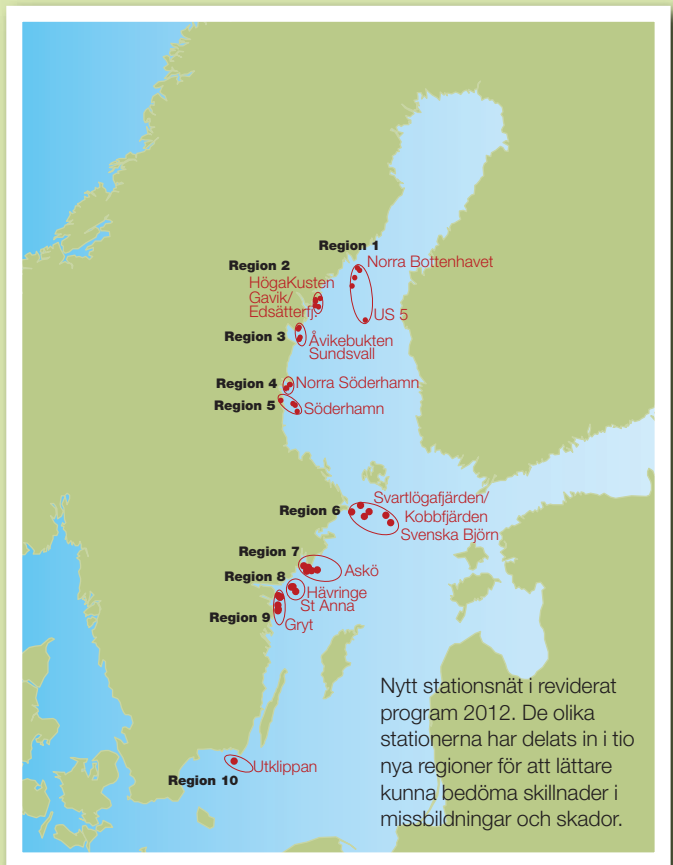 Region 1
Norra Bottenhavet
Region 2
HögaKusten
Gavik/
Edsätterfj.
US 5
Region 3
Åvikebukten
Sundsvall
Region 4
Norra Söderhamn
Region 5
Söderhamn
Svartlögafjärden/
Region 6
Kobbfjärden
Svenska Björn
Region 7
Askö
Region 8
Hävringe
St Anna
Region 9
Gryt
Nytt stationsnät i reviderat
program 2012. De olika
stationerna har delats in i tio
nya regioner för att lättare
kunna bedöma skillnader i
missbildningar och skador.
Utklippan
Region 10